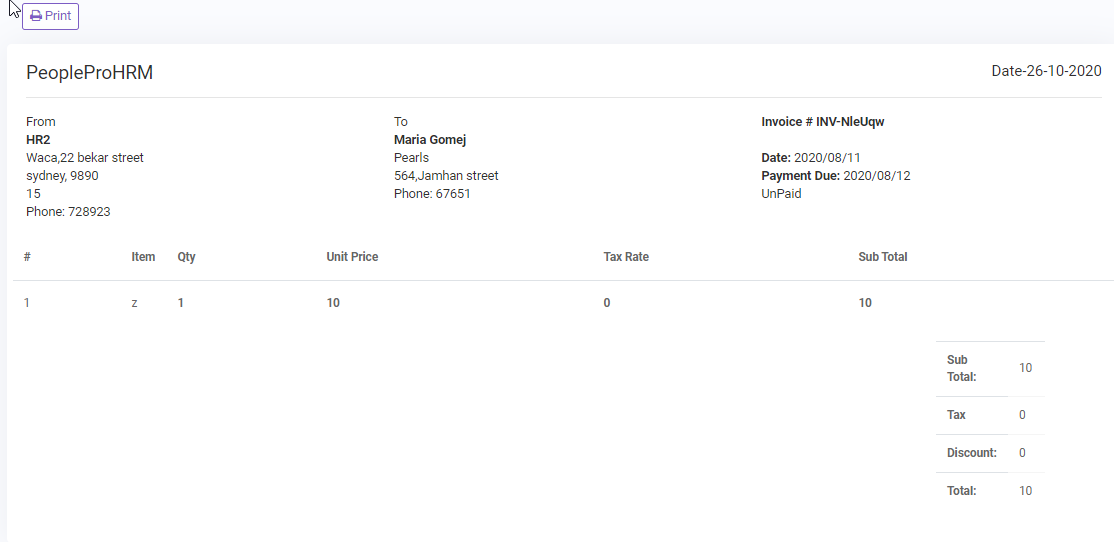 Print
PeopleProHRM
Date-26-10-2020
From
HR2
Waca,22 bekar street
sydney, 9890
15
Phone: 728923
To
Maria Gomej
Pearls
564,Jamhan street
Phone: 67651
Invoice # INV-NleUqw
Date: 2020/08/11
Payment Due: 2020/08/12
UnPaid
# Item Qty Unit Price Tax Rate Sub Total
1 z 1 10 0 10
Sub
Total: 10
Tax 0
Discount: 0
Total: 10